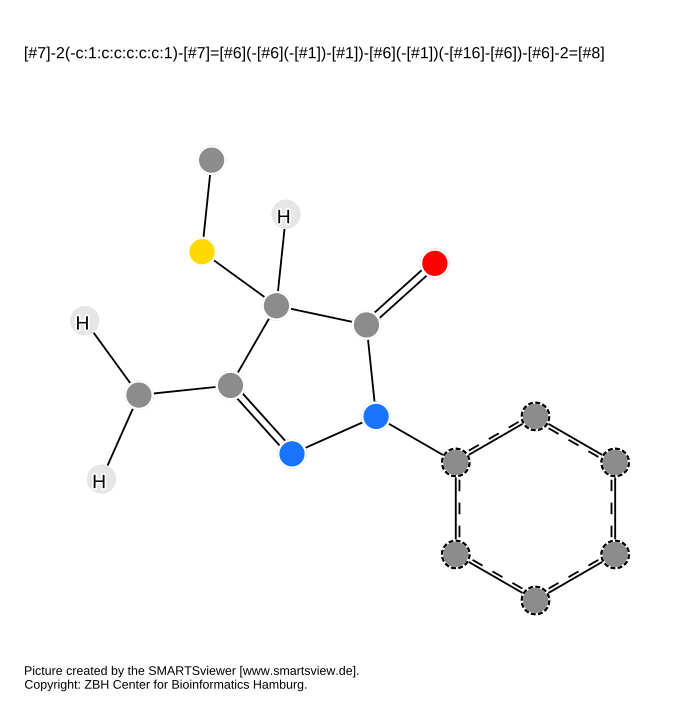 [#7]-2(-c:1:c:c:c:c:c:1)-[#7]=[#6](-[#6](-[#1])-[#1])-[#6](-[#1])(-[#16]-[#6])-[#6]-2=[#8]
H
H
H
Picture created by the SMARTSviewer [www.smartsview.de].
Copyright: ZBH Center for Bioinformatics Hamburg.